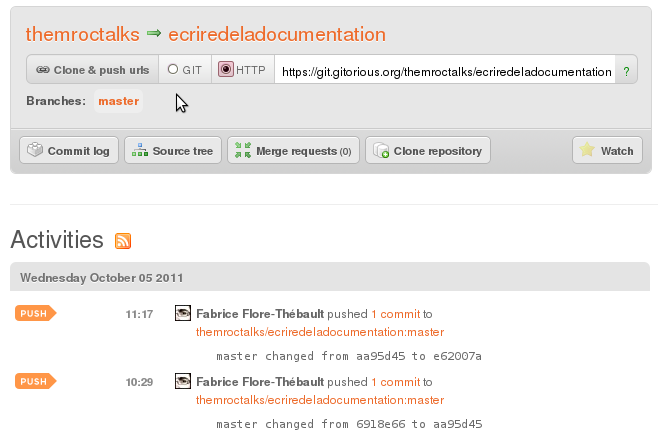 themroctalks ecriredeladocumentation
Clone & push urls GIT HTTP https://git.gitorious.org/themroctalks/ecriredeladocumentation ?
Branches: master
Commit log Source tree Merge requests (0) Clone repository Watch
Activities
Wednesday October 05 2011
PUSH 11:17 Fabrice Flore-Thébault pushed 1 commit to
themroctalks/ecriredeladocumentation:master
master changed from aa95d45 to e62007a
PUSH 10:29 Fabrice Flore-Thébault pushed 1 commit to
themroctalks/ecriredeladocumentation:master
master changed from 6918e66 to aa95d45